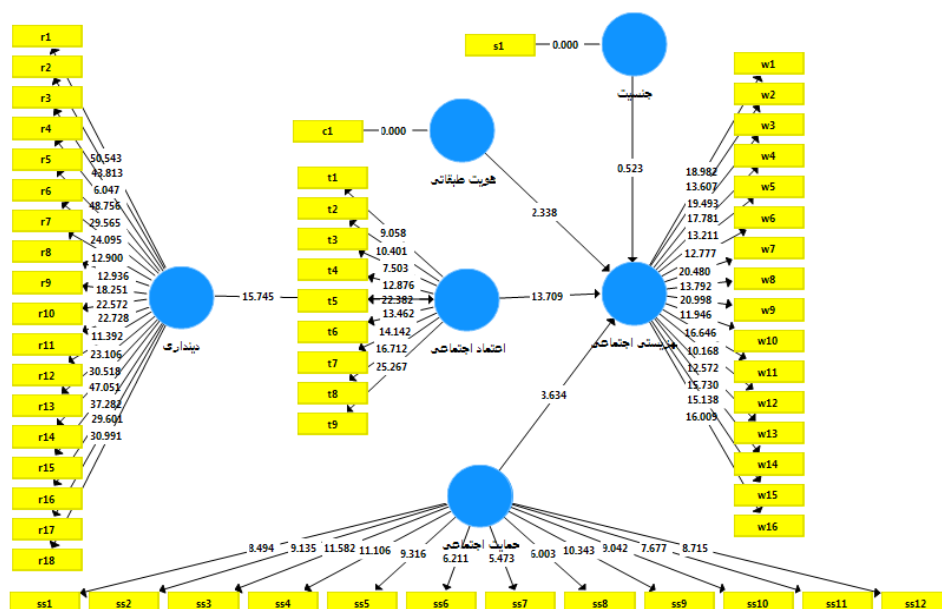 r1
r2
r3
r4
r5
r6
r7
r8
r9
r10
r11
r12
r13
r14
r15
r16
r17
r18
50.543
43.813
6.047
48.756
29.565
24.095
12.900
12.936
18.251
22.572
22.728
11.392
23.106
30.518
47.051
37.282
29.601
30.991
دینداری
15.745
s1
0.000
جنسیت
0.523
c1
0.000
هویت طبقاتی
2.338
t1
t2
t3
t4
t5
t6
t7
t8
t9
9.058
10.401
7.503
12.876
22.382
13.462
14.142
16.712
25.267
اعتماد اجتماعی
13.709
بهزیستی اجتماعی
3.634
18.982
13.607
19.493
17.781
13.211
12.777
20.480
13.792
20.998
11.946
16.646
10.168
12.572
15.730
15.138
16.009
w1
w2
w3
w4
w5
w6
w7
w8
w9
w10
w11
w12
w13
w14
w15
w16
حمایت اجتماعی
8.494
9.135
11.582
11.106
9.316
6.211
5.473
6.003
10.343
9.042
7.677
8.715
ss1
ss2
ss3
ss4
ss5
ss6
ss7
ss8
ss9
ss10
ss11
ss12